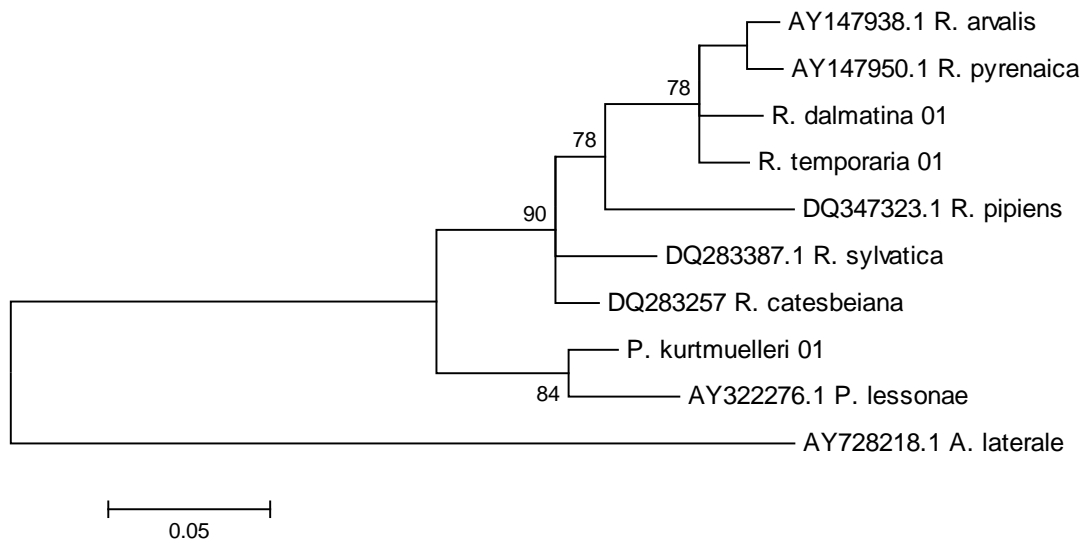 AY147938.1 R. arvalis
AY147950.1 R. pyrenaica
78
R. dalmatina 01
78
R. temporaria 01
DQ347323.1 R. pipiens
90
DQ283387.1 R. sylvatica
DQ283257 R. catesbeiana
P. kurtmuelleri 01
84
AY322276.1 P. lessonae
AY728218.1 A. laterale
0.05